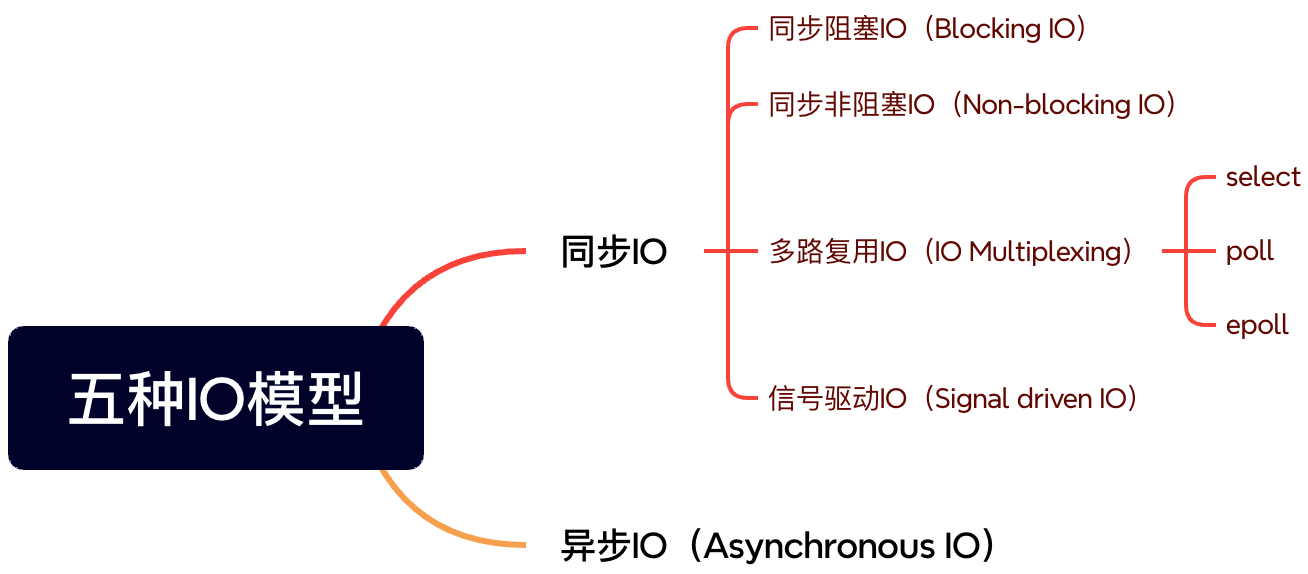 五种IO模型
同步IO
同步阻塞IO（Blocking IO）
同步非阻塞IO（Non-blocking IO）
多路复用IO（IO Multiplexing）
select
poll
epoll
信号驱动IO（Signal driven IO）
异步IO（Asynchronous IO）